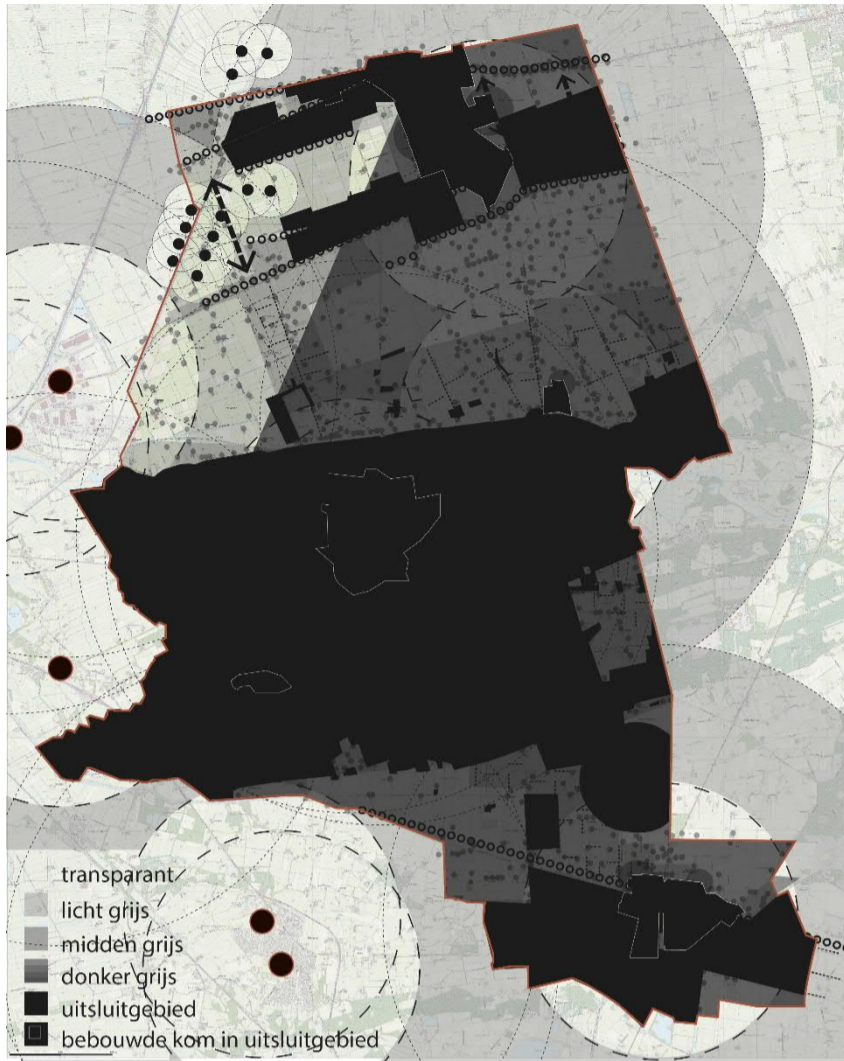 transparant
licht grijs
midden grijs
donker grijs
uitsluitgebied
bebouwde kom in uitsluitgebied